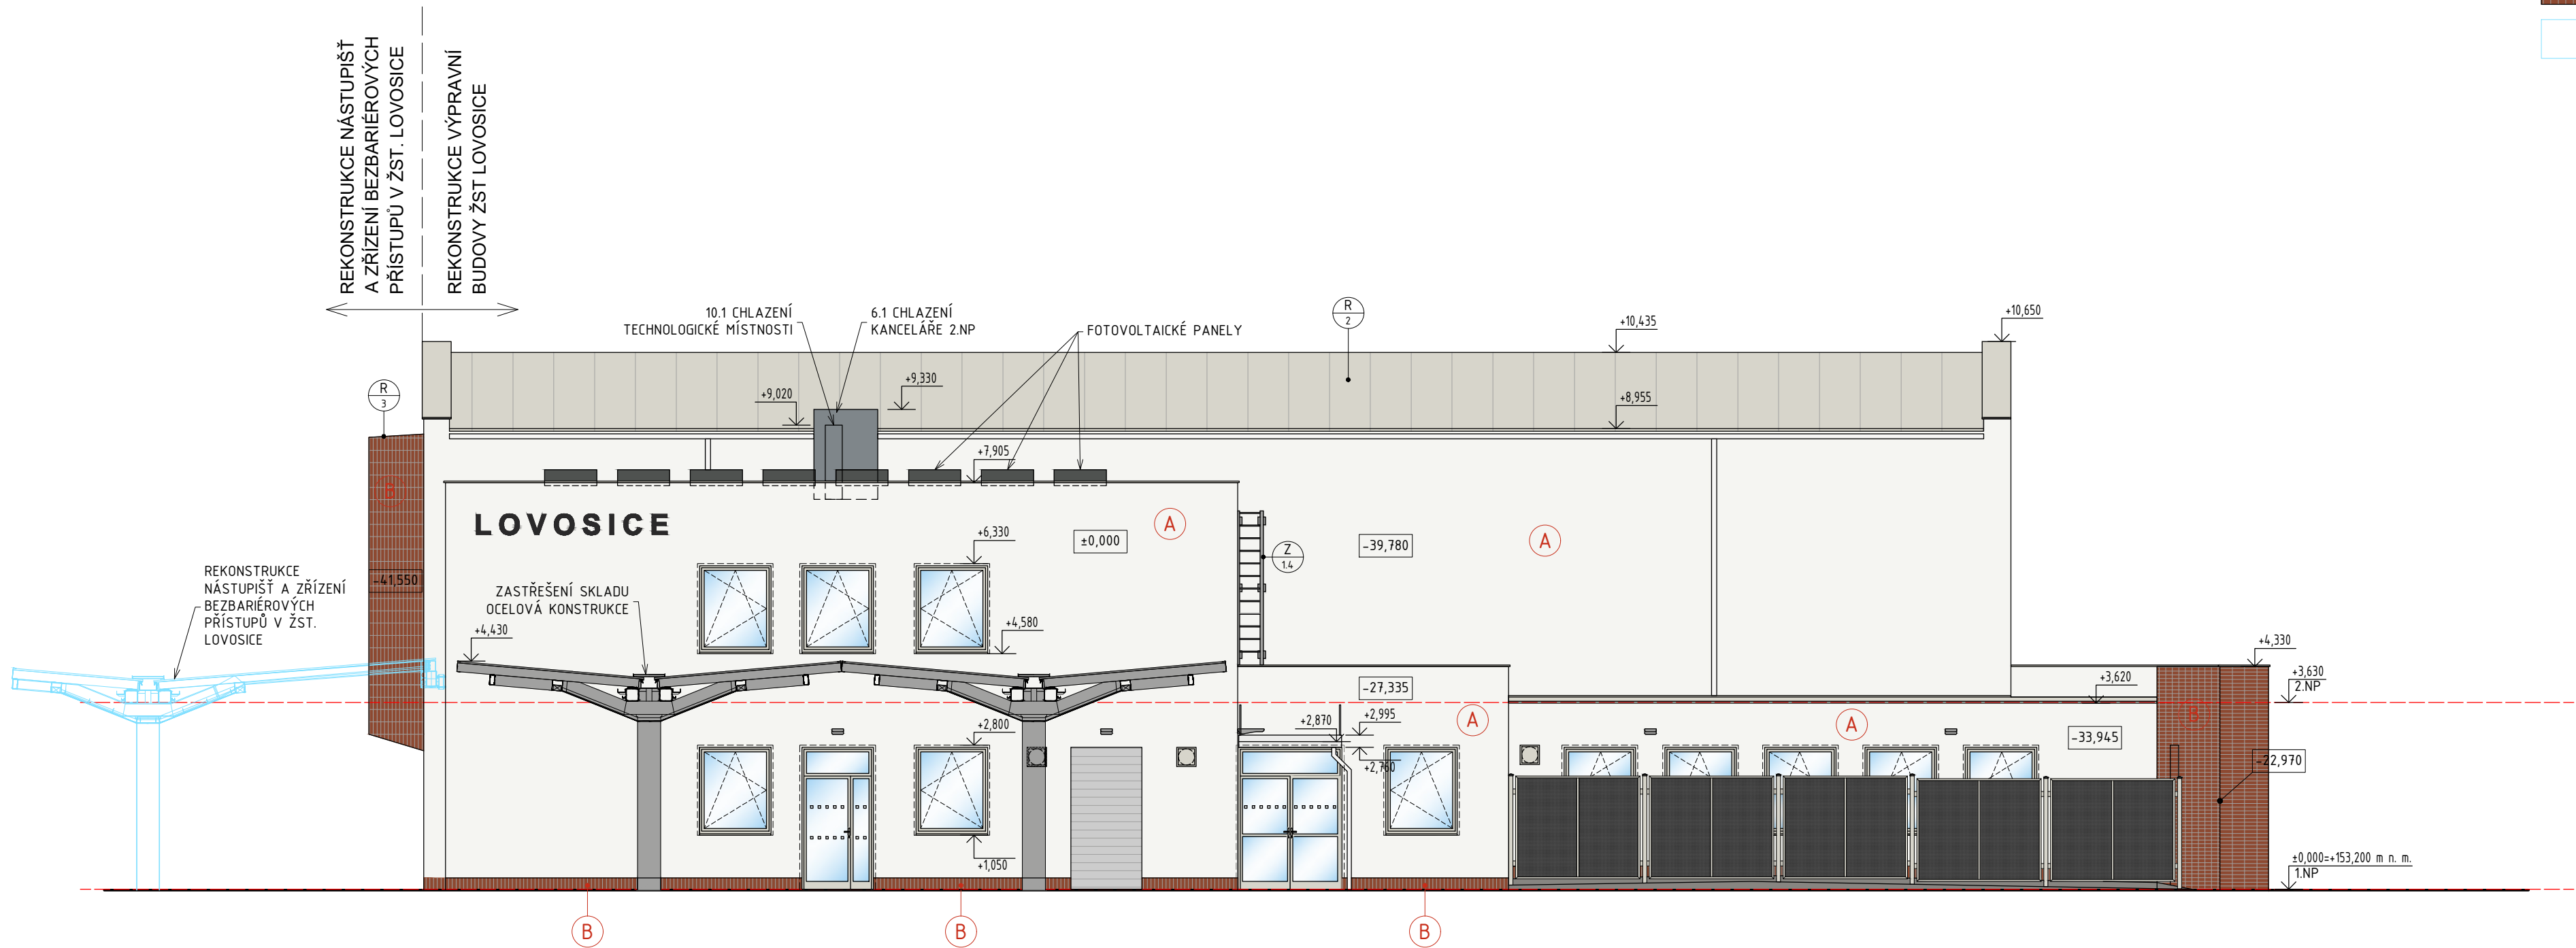 REKONSTRUKCE NÁSTUPIŠŤ
A ZŘÍZENÍ BEZBARIÉROVÝCH
PŘÍSTUPŮ V ŽST. LOVOSICE
REKONSTRUKCE VÝPRAVNÍ
BUDOVY ŽST LOVOSICE
10.1 CHLAZENÍ
TECHNOLOGICKÉ MÍSTNOSTI
6.1 CHLAZENÍ
KANCELÁŘE 2.NP
FOTOVOLTAICKÉ PANELY
R
2
+10,435
+10,650
R
3
+9,020
+9,330
+8,955
+7,905
B
LOVOSICE
A
±0,000
+6,330
-39,780
A
Z
1.4
-41,550
REKONSTRUKCE
NÁSTUPIŠŤ A ZŘÍZENÍ
BEZBARIÉROVÝCH
PŘÍSTUPŮ V ŽST.
LOVOSICE
ZASTŘEŠENÍ SKLADU
OCELOVÁ KONSTRUKCE
+4,430
+4,580
+4,330
+3,630
2.NP
+3,620
-27,335
A
A
B
-33,945
+2,800
+2,870
+2,995
+2,760
-22,970
+1,050
±0,000=+153,200 m n. m.
1.NP
B
B
B